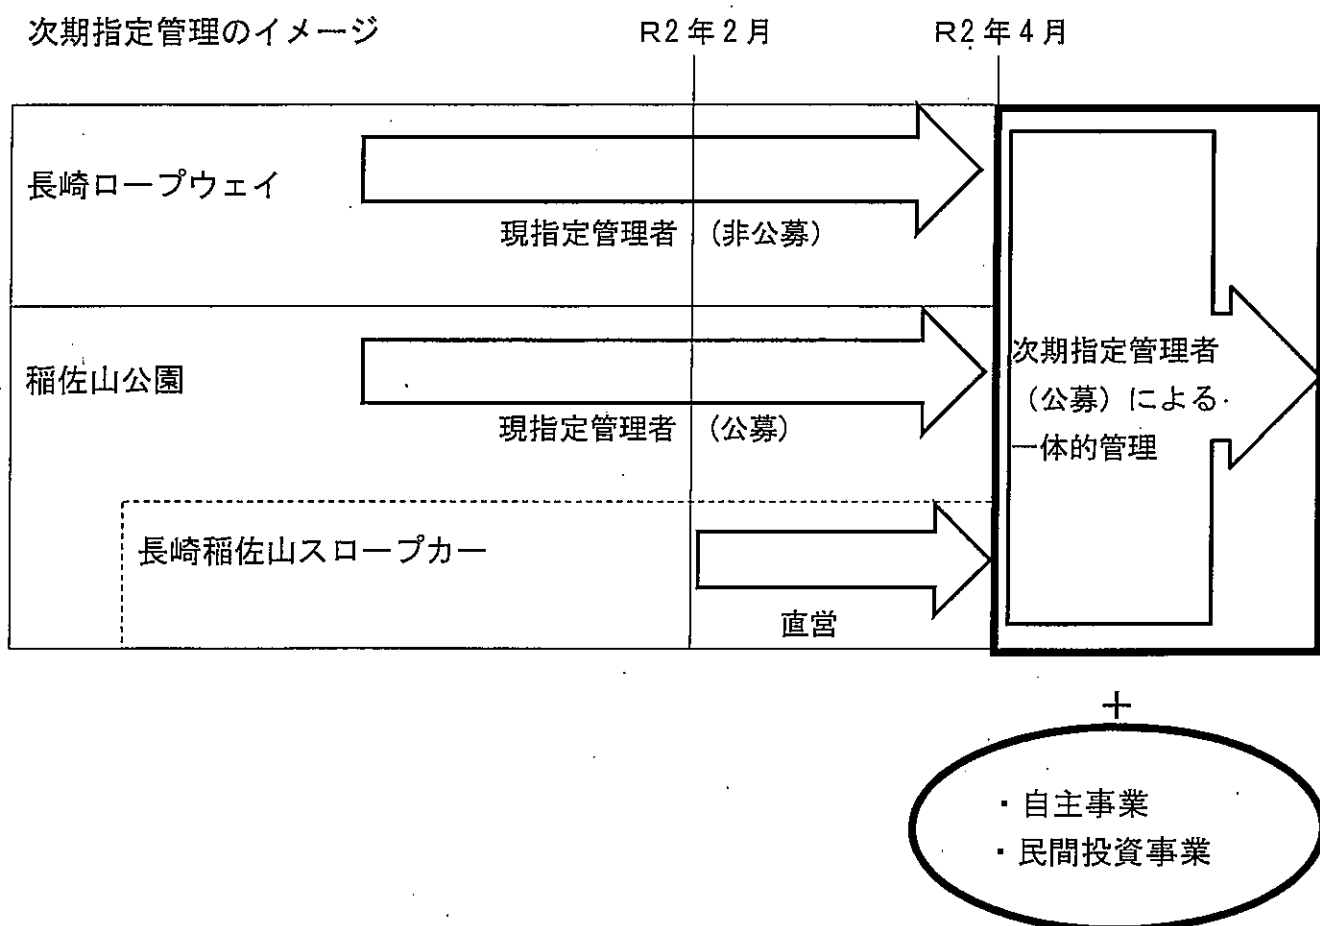 次期指定管理のイメージ
R2年2月
R2年4月
長崎ロープウェイ
現指定管理者（非公募）
稲佐山公園
現指定管理者（公募）
次期指定管理者
（公募）による
一体的管理
長崎稲佐山スロープカー
直営
＋
・自主事業
・民間投資事業